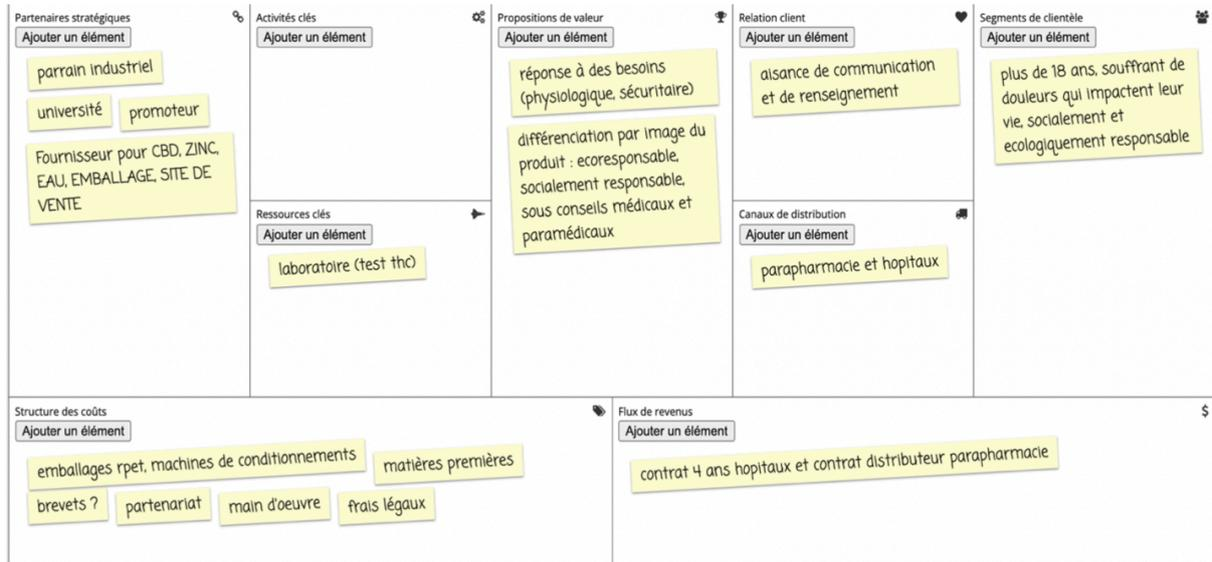 Partenaires stratégiques
Ajouter un élément
parrain industriel
université
promoteur
Fournisseur pour CBD, ZINC,
EAU, EMBALLAGE, SITE DE
VENTE
Activités clés
Ajouter un élément
Ressources clés
Ajouter un élément
laboratoire (test thc)
Propositions de valeur
Ajouter un élément
réponse à des besoins
(physiologique, sécuritaire)
différenciation par image du
produit : ecoresponsable,
socialement responsable,
sous conseils médicaux et
paramédicaux
Relation client
Ajouter un élément
aisance de communication
et de renseignement
Canaux de distribution
Ajouter un élément
parapharmacie et hopitaux
Segments de clientèle
Ajouter un élément
plus de 18 ans, souffrant de
douleurs qui impactent leur
vie, socialement et
ecologiquement responsable
Structure des coûts
Ajouter un élément
emballages rpet, machines de conditionnements
matières premières
brevets ?
partenariat
main d'oeuvre
frais légaux
Flux de revenus
Ajouter un élément
contrat 4 ans hopitaux et contrat distributeur parapharmacie